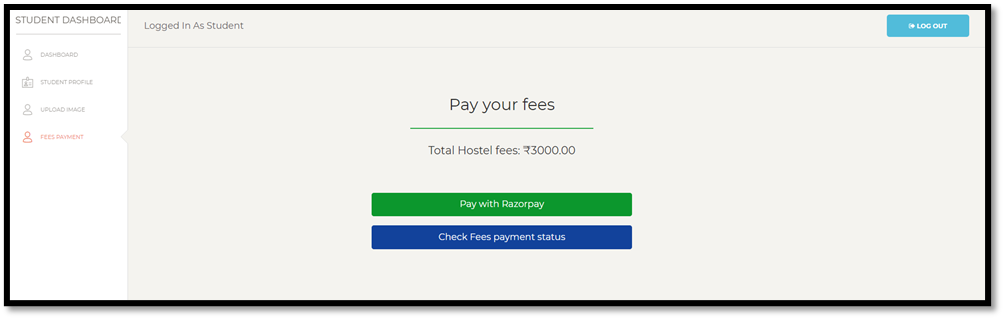 STUDENT DASHBOARD
Logged In As Student
LOG OUT
DASHBOARD
STUDENT PROFILE
UPLOAD IMAGE
FEES PAYMENT
Pay your fees
Total Hostel fees: ₹3000.00
Pay with Razorpay
Check Fees payment status